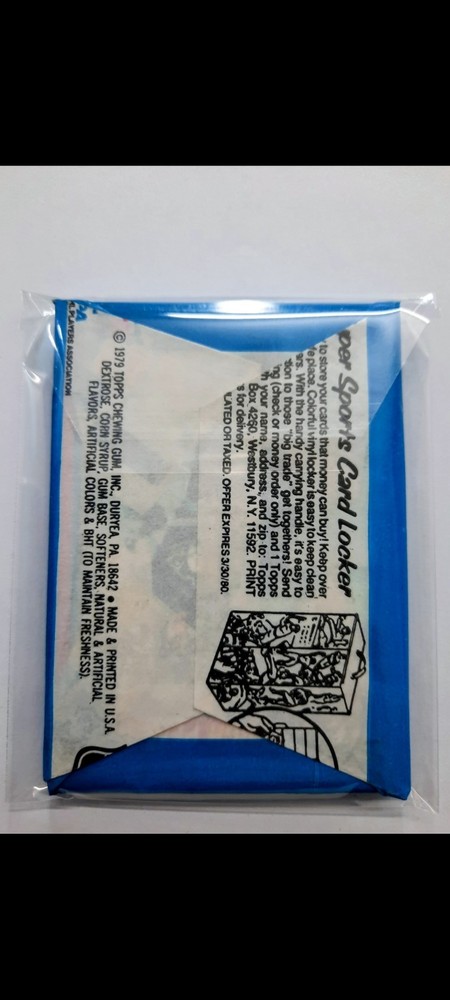 © 1979 TOPPS CHEWING GUM, INC., DURYEA, PA. 18642 ● MADE & PRINTED IN U.S.A.
DEXTROSE, CORN SYRUP, GUM BASE, SOFTENERS, NATURAL & ARTIFICIAL
FLAVORS, ARTIFICIAL COLORS & BHT (TO MAINTAIN FRESHNESS).
PLAYERS ASSOCIATION
Sports Card Locker
to store your cards that money can buy! Keep over
place. Colorful vinyl locker is easy to keep clean
With the handy carrying handle, it's easy to
to those "big trade" get togethers! Send
(check or money order only) and 1 Topps
your name, address, and zip to: Topps
Box 4260, Westbury, N.Y. 11592. PRINT
for delivery.
OR TAXED. OFFER EXPIRES 3/30/80.